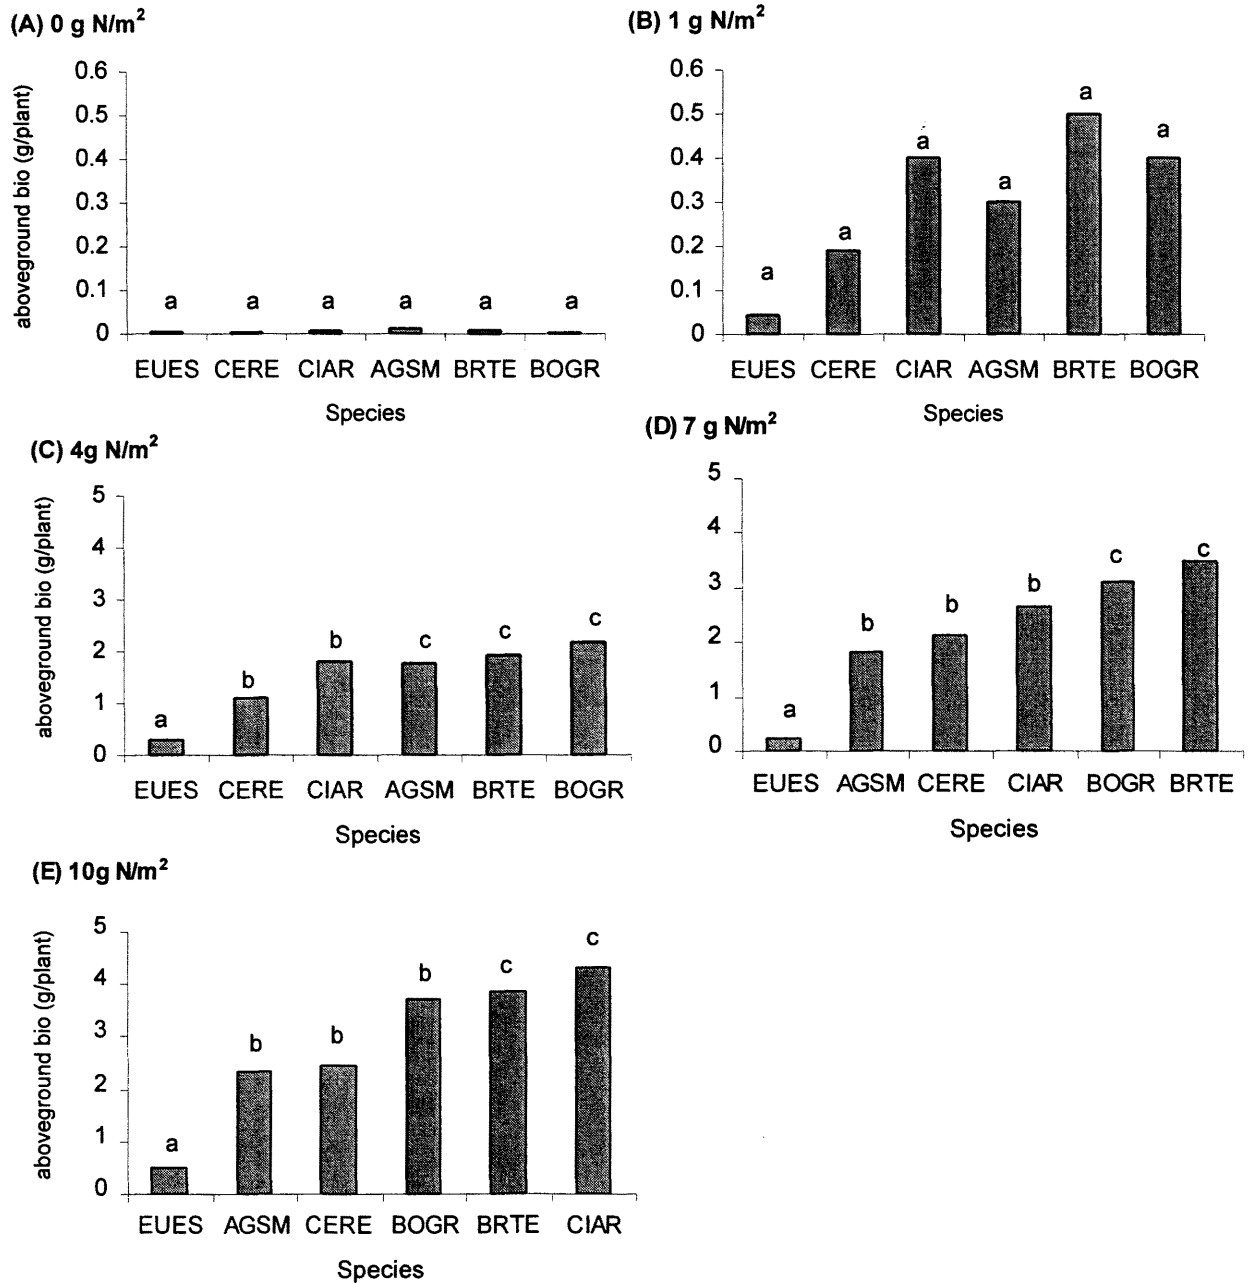 (A) 0 g N/m²
aboveground bio (g/plant)
0.6
0.5
0.4
0.3
0.2
0.1
0
a a a a a a
EUES CERE CIAR AGSM BRTE BOGR
Species
(B) 1 g N/m²
0.6
0.5
0.4
0.3
0.2
0.1
0
a a a a a a
EUES CERE CIAR AGSM BRTE BOGR
Species
(C) 4g N/m²
aboveground bio (g/plant)
5
4
3
2
1
0
a b b c c c
EUES CERE CIAR AGSM BRTE BOGR
Species
(D) 7 g N/m²
5
4
3
2
1
0
a b b b c c
EUES AGSM CERE CIAR BOGR BRTE
Species
(E) 10g N/m²
aboveground bio (g/plant)
5
4
3
2
1
0
a b b b c c
EUES AGSM CERE BOGR BRTE CIAR
Species